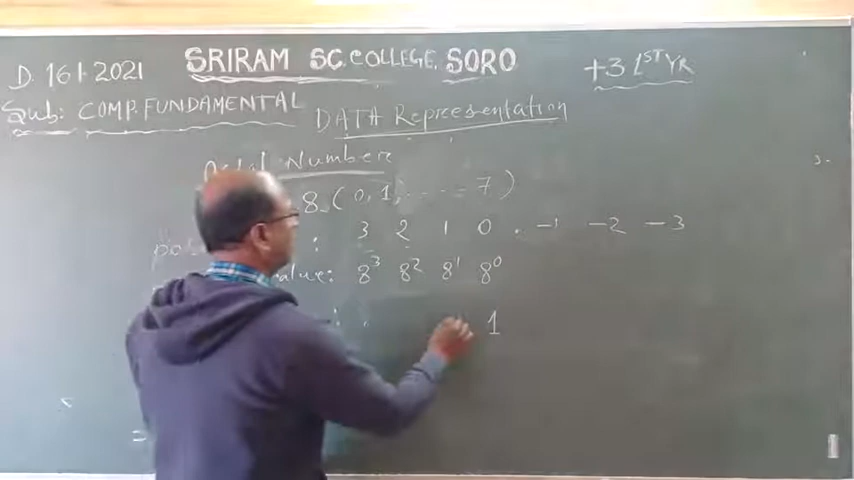 D. 16 1. 2021 SRIRAM SC. COLLEGE, SORO +3 1ST YR
Sub: COMP. FUNDAMENTAL
DATA Representation
Number
8 (0, 1, ---- 7)
: 3 2 1 0 . -1 -2 -3
: 8³ 8² 8¹ 8⁰
: 1